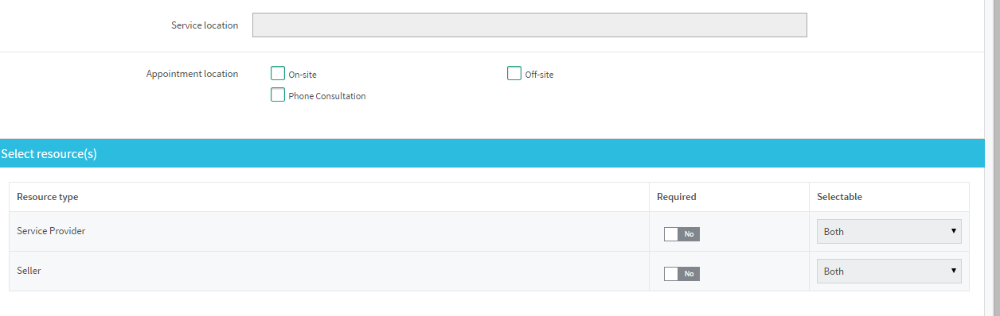 Service location
Appointment location
On-site
Off-site
Phone Consultation
Select resource(s)
Resource type Required Selectable
Service Provider No Both
Seller No Both